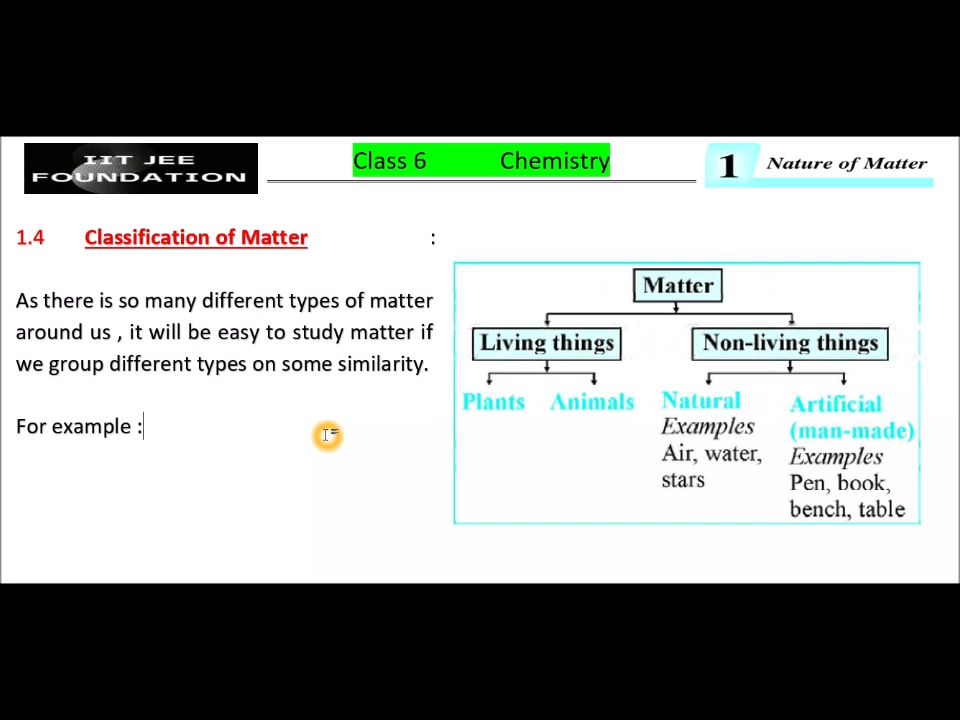 IIT JEE
FOUNDATION
Class 6 Chemistry
1 Nature of Matter
1.4 Classification of Matter :
As there is so many different types of matter
around us , it will be easy to study matter if
we group different types on some similarity.
For example :
Matter
Living things Non-living things
Plants Animals
Natural
Examples
Air, water,
stars
Artificial
(man-made)
Examples
Pen, book,
bench, table